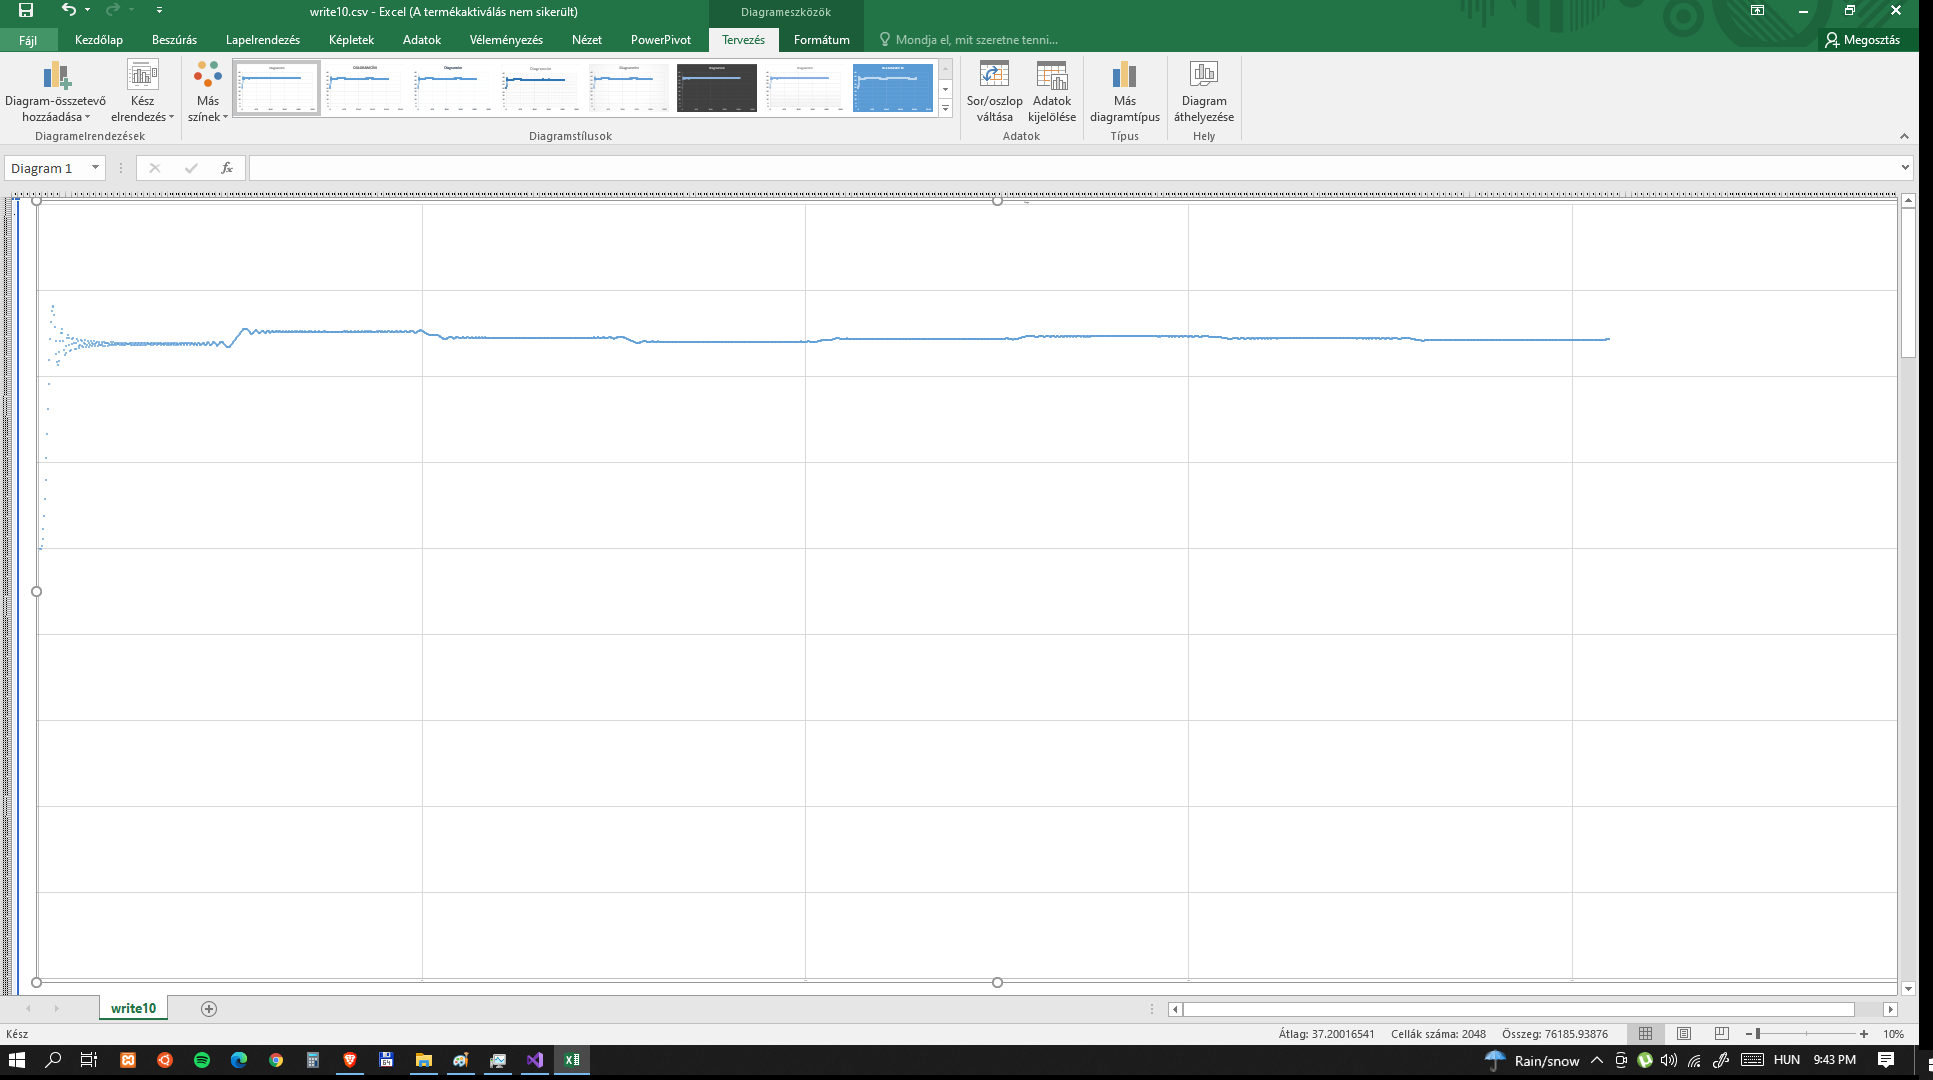 write10.csv - Excel (A termékaktiválás nem sikerült)
Diagrameszközök
Fájl
Kezdőlap
Beszúrás
Lapelrendezés
Képletek
Adatok
Véleményezés
Nézet
PowerPivot
Tervezés
Formátum
Mondja el, mit szeretne tenni...
Megosztás
Diagram-összetevő
hozzáadása
Kész
elrendezés
Más
színek
Sor/oszlop
váltása
Adatok
kijelölése
Más
diagramtípus
Diagram
áthelyezése
Diagramelrendezések
Diagramstílusok
Adatok
Típus
Hely
Diagram 1
fx
write10
Kész
Átlag: 37.20016541
Cellák száma: 2048
Összeg: 76185.93876
10%
64
Rain/snow
HUN
9:43 PM